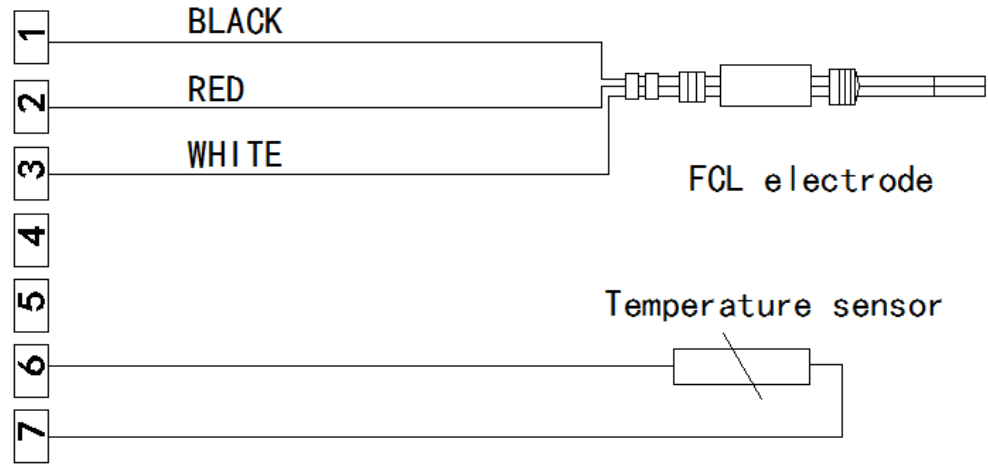 1
BLACK
2
RED
3
WHITE
FCL electrode
4
5
Temperature sensor
6
7